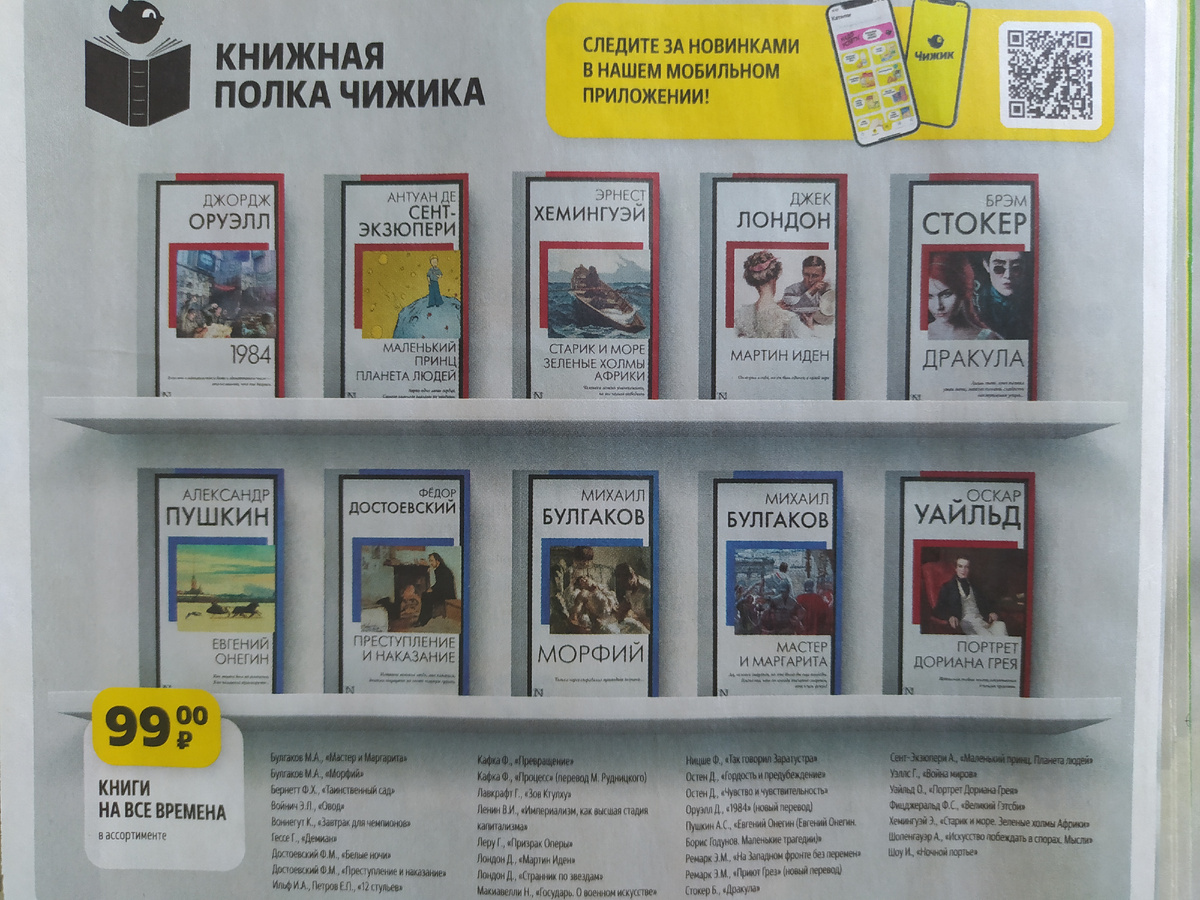 КНИЖНАЯ
ПОЛКА ЧИЖИКА
СЛЕДИТЕ ЗА НОВИНКАМИ
В НАШЕМ МОБИЛЬНОМ
ПРИЛОЖЕНИИ!
Чижик
ДЖОРДЖ
ОРУЭЛЛ
1984
АНТУАН ДЕ
СЕНТ-
ЭКЗЮПЕРИ
МАЛЕНЬКИЙ
ПРИНЦ
ПЛАНЕТА ЛЮДЕЙ
ЭРНЕСТ
ХЕМИНГУЭЙ
СТАРИК И МОРЕ
ЗЕЛЕНЫЕ ХОЛМЫ
АФРИКИ
ДЖЕК
ЛОНДОН
МАРТИН ИДЕН
БРЭМ
СТОКЕР
ДРАКУЛА
АЛЕКСАНДР
ПУШКИН
ЕВГЕНИЙ
ОНЕГИН
ФЁДОР
ДОСТОЕВСКИЙ
ПРЕСТУПЛЕНИЕ
И НАКАЗАНИЕ
МИХАИЛ
БУЛГАКОВ
МОРФИЙ
МИХАИЛ
БУЛГАКОВ
МАСТЕР
И МАРГАРИТА
ОСКАР
УАЙЛЬД
ПОРТРЕТ
ДОРИАНА ГРЕЯ
99 00 ₽
КНИГИ
НА ВСЕ ВРЕМЕНА
в ассортименте
Булгаков М.А., «Мастер и Маргарита»
Булгаков М.А., «Морфий»
Бернетт Ф.Х., «Таинственный сад»
Войнич Э.Л., «Овод»
Воннегут К., «Завтрак для чемпионов»
Гессе Г., «Демиан»
Достоевский Ф.М., «Белые ночи»
Достоевский Ф.М., «Преступление и наказание»
Ильф И.А., Петров Е.П., «12 стульев»
Кафка Ф., «Превращение»
Кафка Ф., «Процесс» (перевод М. Рудницкого)
Лавкрафт Г., «Зов Ктулху»
Ленин В.И., «Империализм, как высшая стадия
капитализма»
Леру Г., «Призрак Оперы»
Лондон Д., «Мартин Иден»
Лондон Д., «Странник по звездам»
Макиавелли Н., «Государь. О военном искусстве»
Ницше Ф., «Так говорил Заратустра»
Остен Д., «Гордость и предубеждение»
Остен Д., «Чувство и чувствительность»
Оруэлл Д., «1984» (новый перевод)
Пушкин А.С., «Евгений Онегин (Евгений Онегин.
Борис Годунов. Маленькие трагедии)»
Ремарк Э.М., «На Западном фронте без перемен»
Ремарк Э.М., «Приют Грез» (новый перевод)
Стокер Б., «Дракула»
Сент-Экзюпери А., «Маленький принц. Планета людей»
Уэллс Г., «Война миров»
Уайльд О., «Портрет Дориана Грея»
Фицджеральд Ф.С., «Великий Гэтсби»
Хемингуэй Э., «Старик и море. Зеленые холмы Африки»
Шопенгауэр А., «Искусство побеждать в спорах. Мысли»
Шоу И., «Ночной портье»